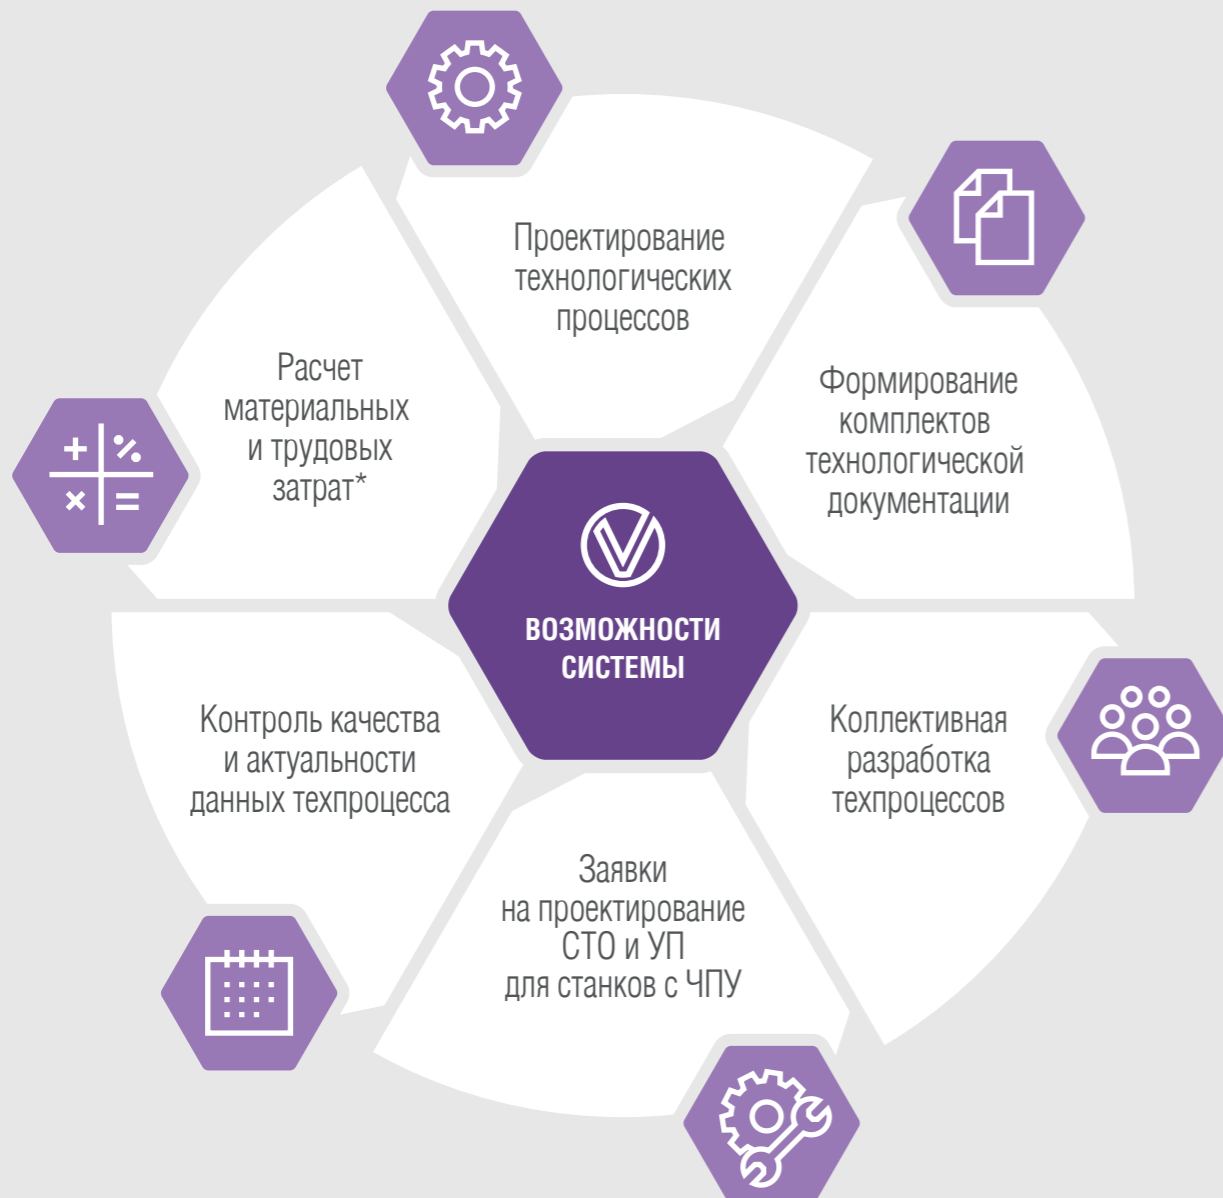 Проектирование
технологических
процессов
Формирование
комплектов
технологической
документации
Коллективная
разработка
техпроцессов
Заявки
на проектирование
СТО и УП
для станков с ЧПУ
Контроль качества
и актуальности
данных техпроцесса
Расчет
материальных
и трудовых
затрат*
ВОЗМОЖНОСТИ
СИСТЕМЫ